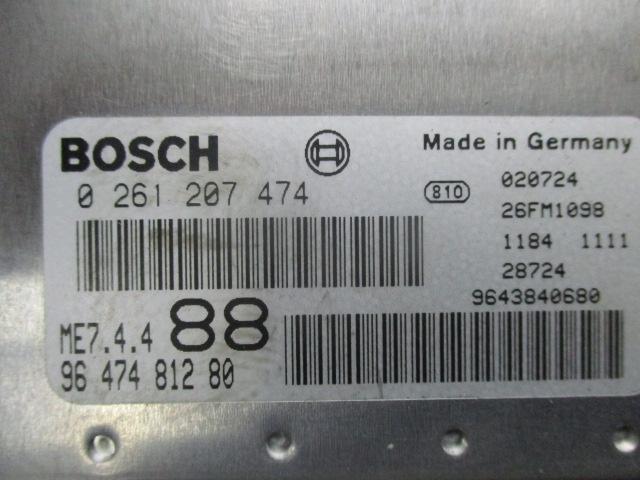 BOSCH
Made in Germany
0 261 207 474
810
020724
26FM1098
1184 1111
28724
9643840680
ME7.4.4 88
96 474 812 80